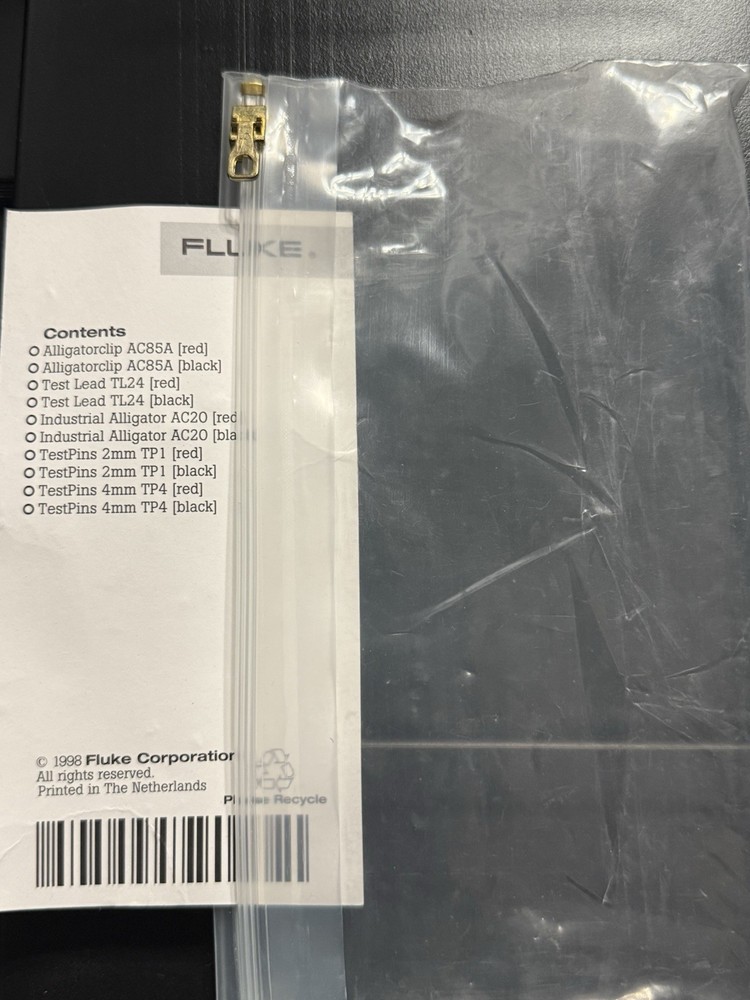 FLUKE®
Contents
Alligatorclip AC85A [red]
Alligatorclip AC85A [black]
Test Lead TL24 [red]
Test Lead TL24 [black]
Industrial Alligator AC20 [red
Industrial Alligator AC20 [bla
TestPins 2mm TP1 [red]
TestPins 2mm TP1 [black]
TestPins 4mm TP4 [red]
TestPins 4mm TP4 [black]
© 1998 Fluke Corporation
All rights reserved.
Printed in The Netherlands
Please Recycle